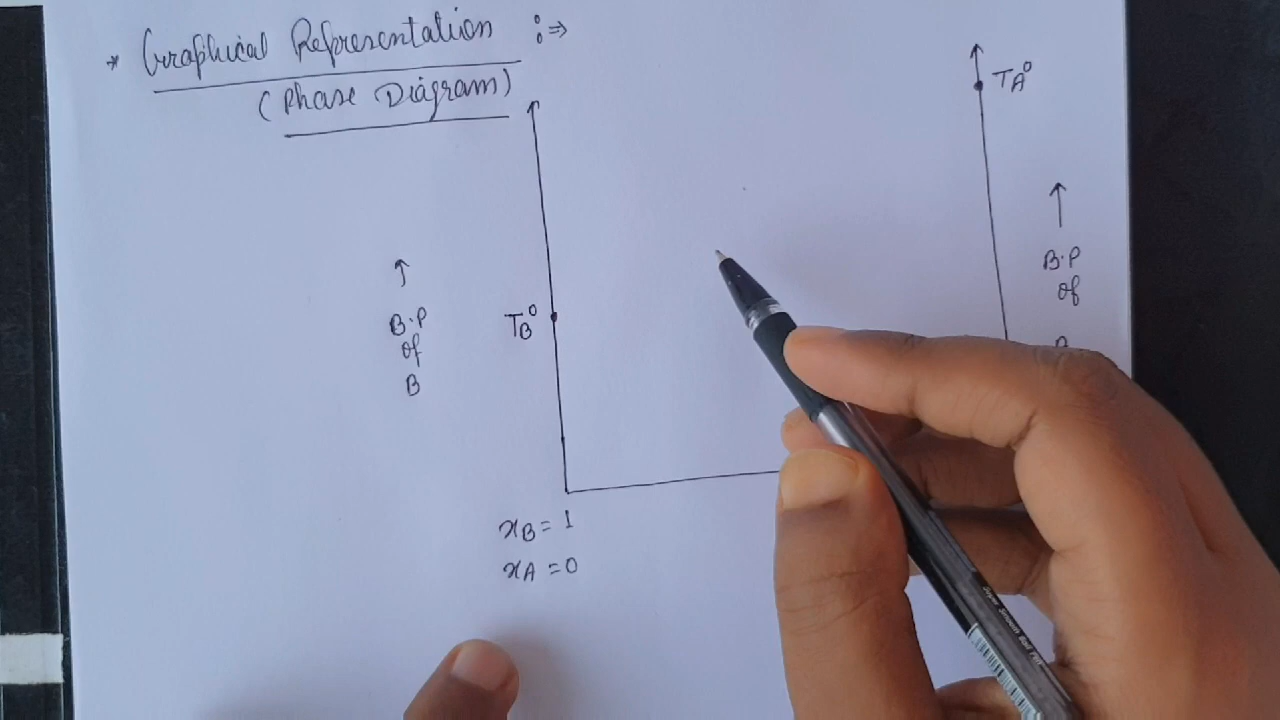 * Graphical Representation :⇒
(Phase Diagram)
TA°
↑
B.P
of
↑
B.P
of
B
TB°
xB = 1
xA = 0